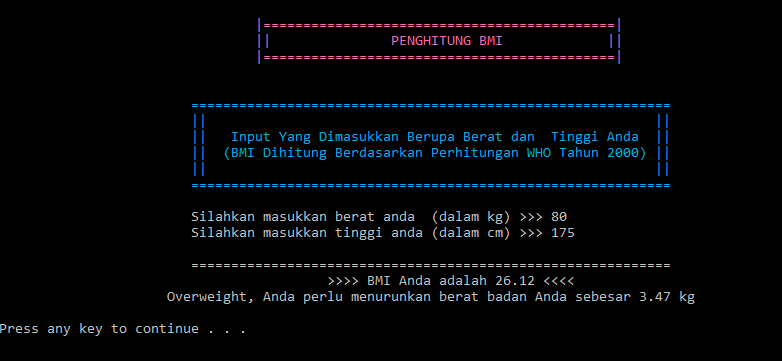 |============================================|
|| PENGHITUNG BMI ||
|============================================|
============================================================
|| ||
|| Input Yang Dimasukkan Berupa Berat dan  Tinggi Anda ||
|| (BMI Dihitung Berdasarkan Perhitungan WHO Tahun 2000) ||
|| ||
============================================================
Silahkan masukkan berat anda  (dalam kg) >>> 80
Silahkan masukkan tinggi anda (dalam cm) >>> 175
============================================================
>>>> BMI Anda adalah 26.12 <<<<
Overweight, Anda perlu menurunkan berat badan Anda sebesar 3.47 kg
Press any key to continue . . .